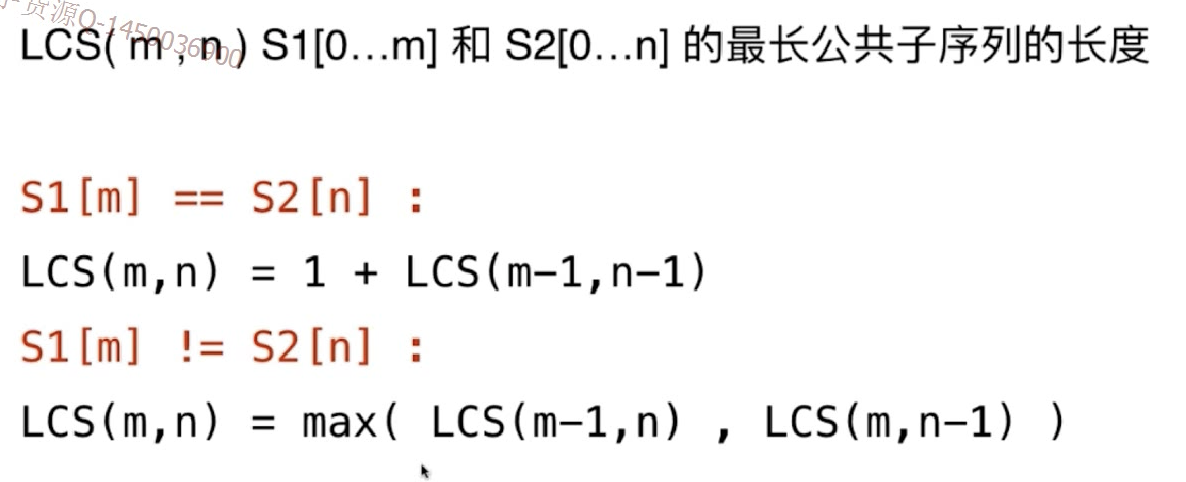 资源Q-1450036900
LCS( m , n ) S1[0...m] 和 S2[0...n] 的最长公共子序列的长度
S1[m] == S2[n] :
LCS(m,n) = 1 + LCS(m-1,n-1)
S1[m] != S2[n] :
LCS(m,n) = max( LCS(m-1,n) , LCS(m,n-1) )